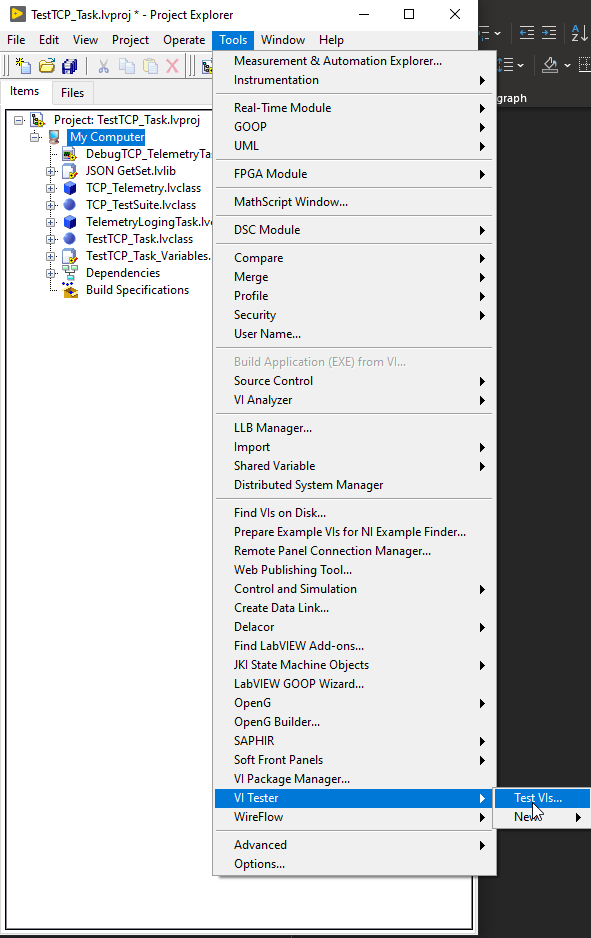 TestTCP_Task.lvproj * - Project Explorer
File Edit View Project Operate Tools Window Help
Items Files
Project: TestTCP_Task.lvproj
My Computer
DebugTCP_TelemetryTas
JSON GetSet.lvlib
TCP_Telemetry.lvclass
TCP_TestSuite.lvclass
TelemetryLogingTask.lvc
TestTCP_Task.lvclass
TestTCP_Task_Variables.
Dependencies
Build Specifications
Measurement & Automation Explorer...
Instrumentation
Real-Time Module
GOOP
UML
FPGA Module
MathScript Window...
DSC Module
Compare
Merge
Profile
Security
User Name...
Build Application (EXE) from VI...
Source Control
VI Analyzer
LLB Manager...
Import
Shared Variable
Distributed System Manager
Find VIs on Disk...
Prepare Example VIs for NI Example Finder...
Remote Panel Connection Manager...
Web Publishing Tool...
Control and Simulation
Create Data Link...
Delacor
Find LabVIEW Add-ons...
JKI State Machine Objects
LabVIEW GOOP Wizard...
OpenG
OpenG Builder...
SAPHIR
Soft Front Panels
VI Package Manager...
VI Tester
WireFlow
Advanced
Options...
Test VIs...
New
graph